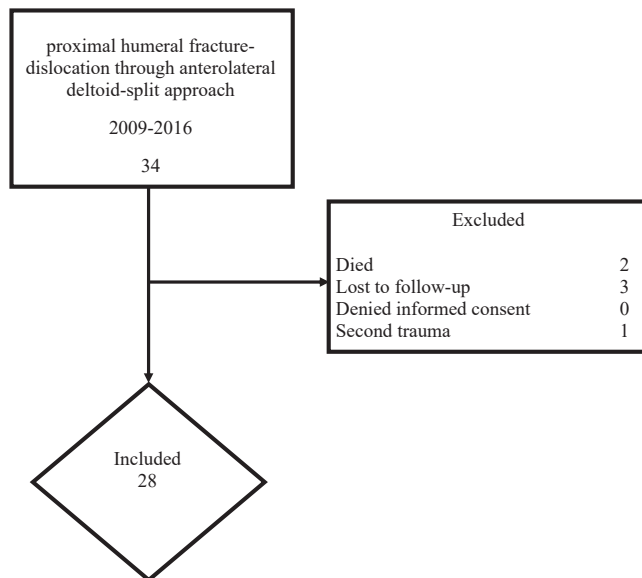 proximal humeral fracture-
dislocation through anterolateral
deltoid-split approach
2009-2016
34
Excluded
Died 2
Lost to follow-up 3
Denied informed consent 0
Second trauma 1
Included
28